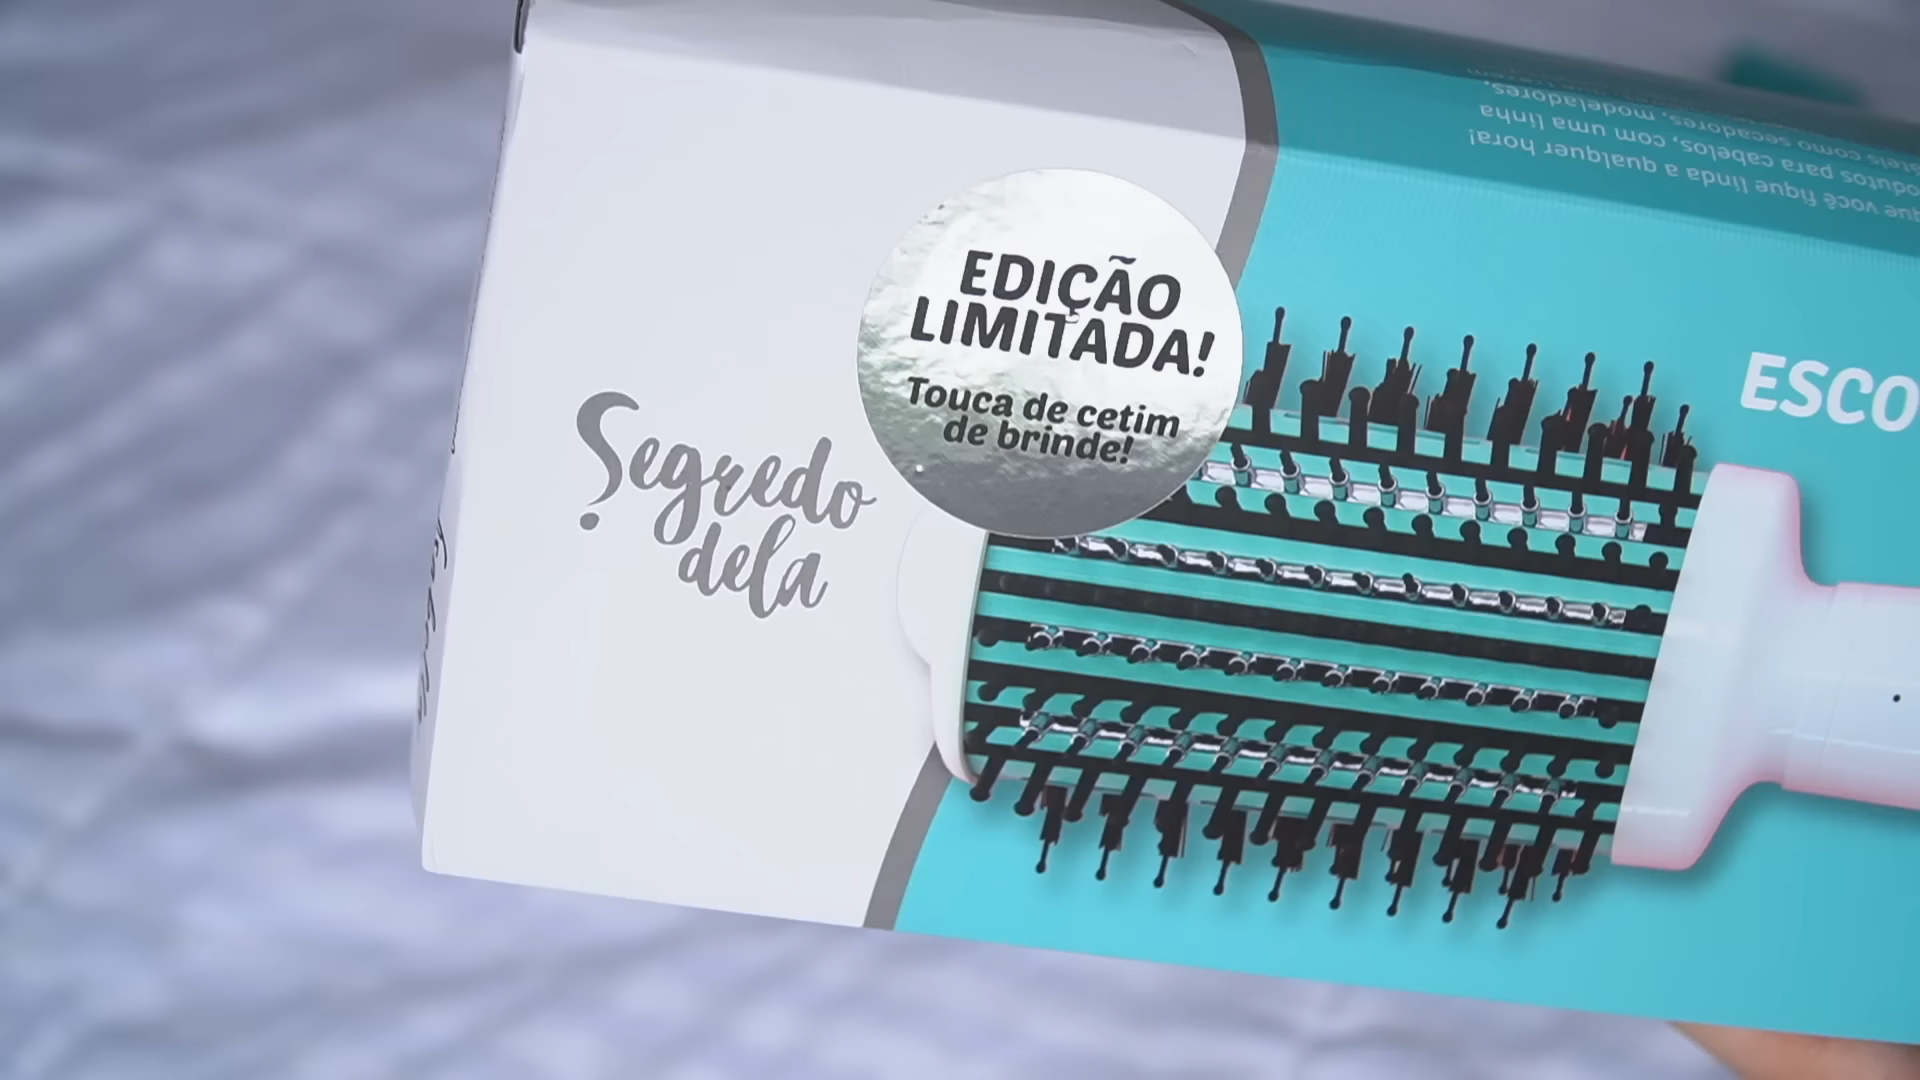 EDIÇÃO
LIMITADA!
Touca de cetim
de brinde!
Segredo
dela
ESCO
que você fique linda a qualquer hora!
para cabelos, com uma linha
como secadores, modeladores,